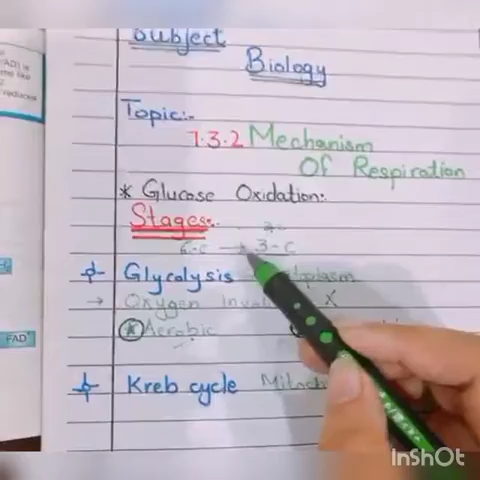 Subject
Biology
Topic:-
7.3.2 Mechanism
Of Respiration
* Glucose Oxidation:-
Stages:-
6-c → 3-c
Glycolysis
→ Oxygen X
Aerobic
Kreb cycle
FAD
InShOt